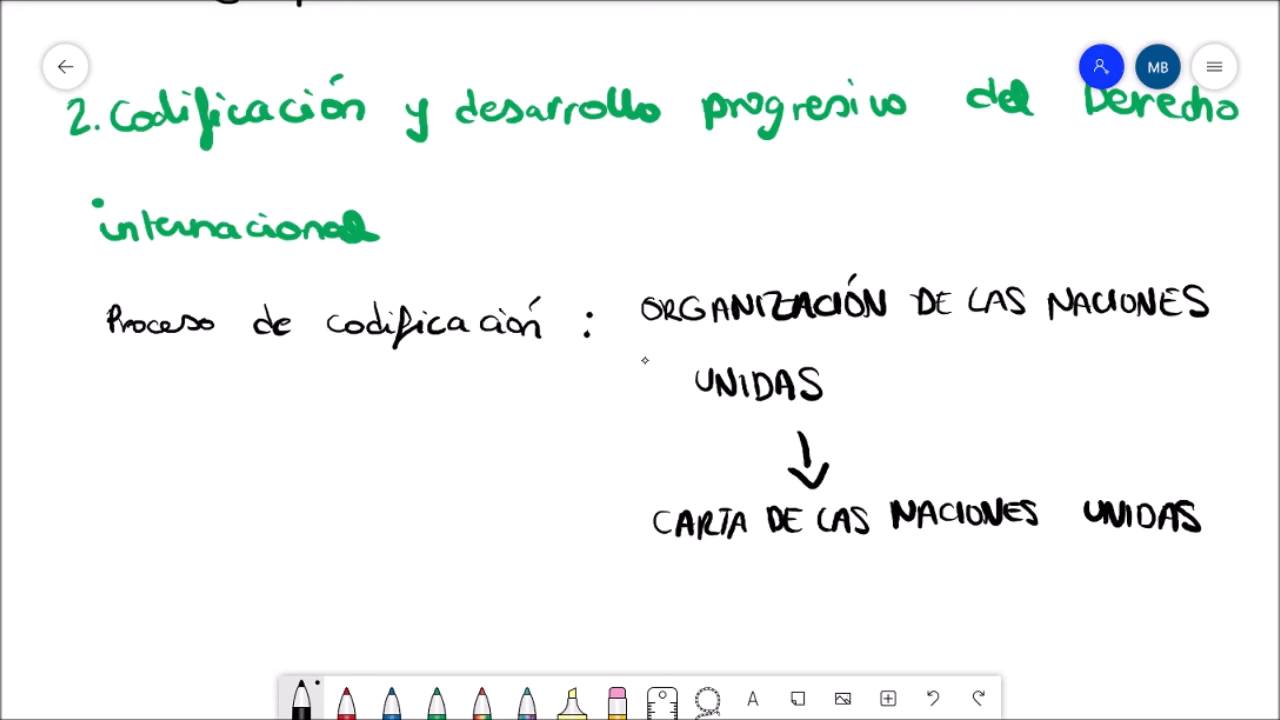 MB
2. Codificación y desarrollo progresivo del Derecho
internacional
Proceso de codificación : ORGANIZACIÓN DE LAS NACIONES
UNIDAS
CARTA DE LAS NACIONES UNIDAS
A